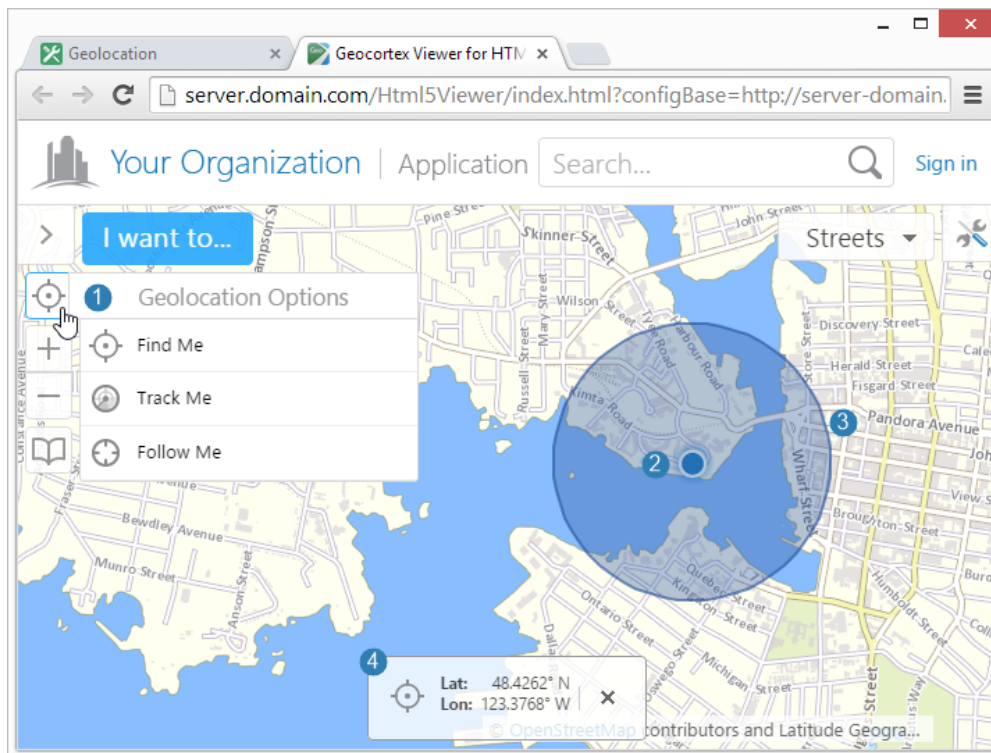 Geolocation
Geocortex Viewer for HTM
server.domain.com/Html5Viewer/index.html?configBase=http://server-domain.
Your Organization
Application
Search...
Sign in
I want to...
Streets
1
Geolocation Options
Find Me
Track Me
Follow Me
Pine
Skinner Street
John Street
Wilson Street
Mary Street
Russell Street
Tyee Road
Harbour Road
Kimta Road
Discovery Street
Store Street
Herald Street
Fisgard Street
Pandora Avenue
3
2
Wharf Street
View S
Broughton Street
Constance Avenue
Fraser Street
Bewdley Avenue
Munro Street
Anson Street
Quebec Street
Kingston Street
Ontario Street
Michigan Street
Humboldt Street
Oswego Street
4
Lat: 48.4262° N
Lon: 123.3768° W
© OpenStreetMap contributors and Latitude Geogra...